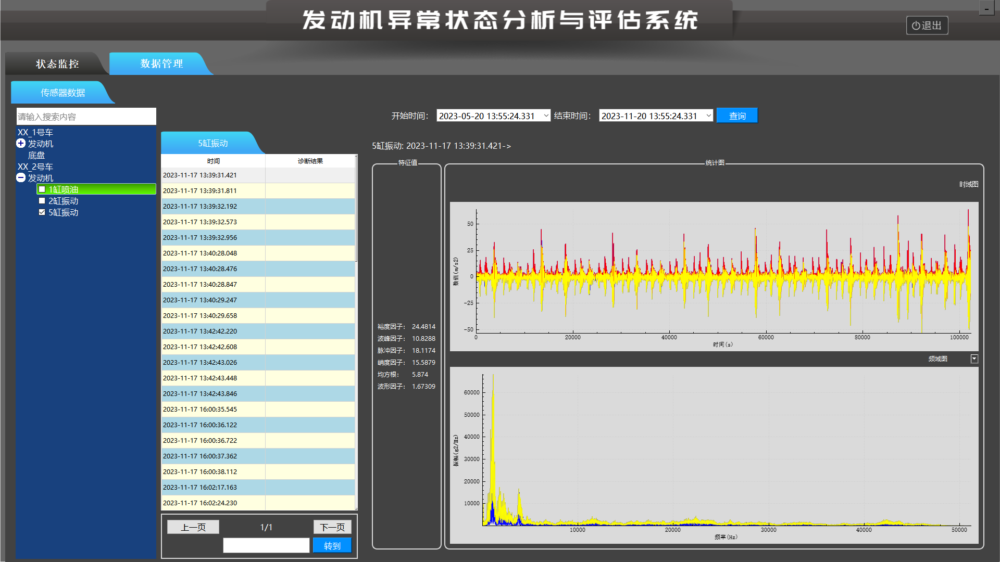 发动机异常状态分析与评估系统
退出
状态监控
数据管理
传感器数据
请输入搜索内容
XX_1号车
发动机
底盘
XX_2号车
发动机
1缸喷油
2缸振动
5缸振动
开始时间: 2023-05-20 13:55:24.331 结束时间: 2023-11-20 13:55:24.331 查询
5缸振动
时间 诊断结果
2023-11-17 13:39:31.421
2023-11-17 13:39:31.811
2023-11-17 13:39:32.192
2023-11-17 13:39:32.573
2023-11-17 13:39:32.956
2023-11-17 13:40:28.048
2023-11-17 13:40:28.476
2023-11-17 13:40:28.847
2023-11-17 13:40:29.247
2023-11-17 13:40:29.658
2023-11-17 13:42:42.220
2023-11-17 13:42:42.608
2023-11-17 13:42:43.026
2023-11-17 13:42:43.448
2023-11-17 13:42:43.846
2023-11-17 16:00:35.545
2023-11-17 16:00:36.122
2023-11-17 16:00:36.722
2023-11-17 16:00:37.362
2023-11-17 16:00:38.112
2023-11-17 16:02:17.163
2023-11-17 16:02:24.230
上一页 1/1 下一页
转到
5缸振动: 2023-11-17 13:39:31.421->
特征值
裕度因子: 24.4814
波峰因子: 10.8288
脉冲因子: 18.1174
峭度因子: 15.5879
均方根: 5.874
波形因子: 1.67309
统计图
时域图
50
25
0
-25
-50
数值(m/s2)
0 20000 40000 60000 80000 100000
时间(s)
频域图
60000
50000
40000
30000
20000
10000
振幅(g2/Hz)
10000 20000 30000 40000 50000
频率(Hz)